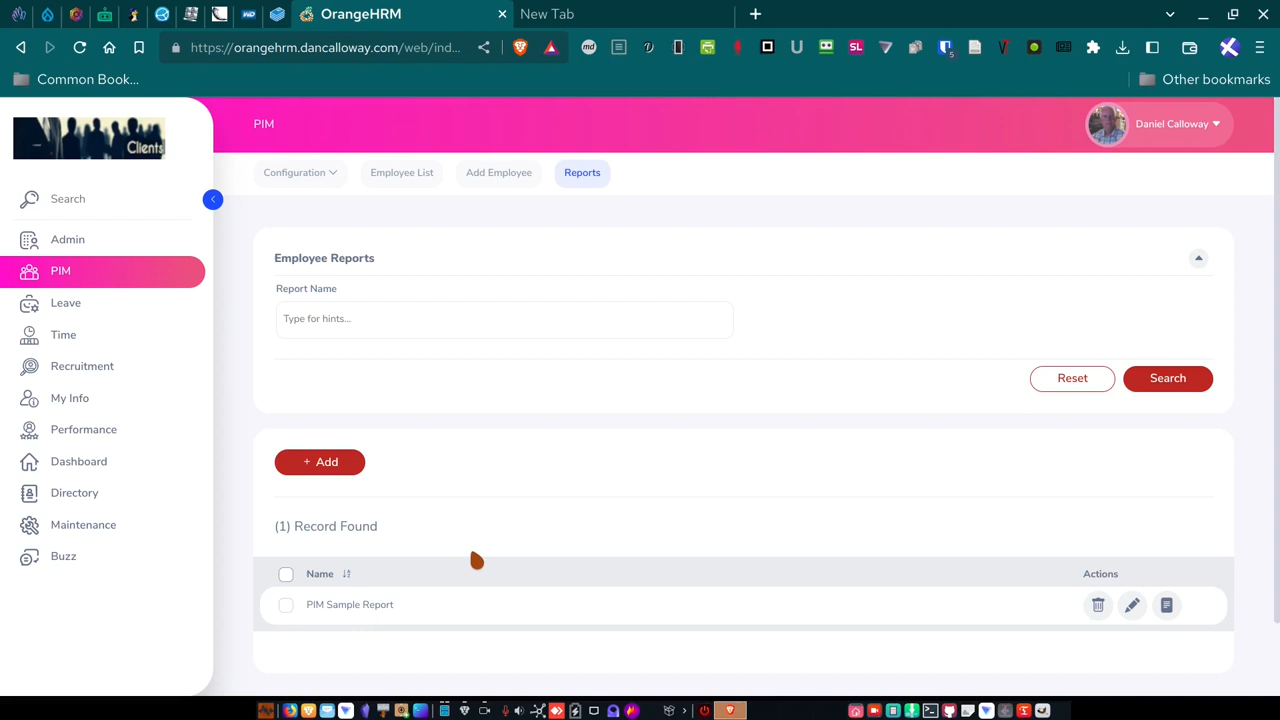 OrangeHRM
New Tab
https://orangehrm.dancalloway.com/web/ind...
Common Book...
Other bookmarks
Clients
PIM
Daniel Calloway
Configuration
Employee List
Add Employee
Reports
Search
Admin
PIM
Leave
Time
Recruitment
My Info
Performance
Dashboard
Directory
Maintenance
Buzz
Employee Reports
Report Name
Type for hints...
Reset
Search
+ Add
(1) Record Found
Name
Actions
PIM Sample Report